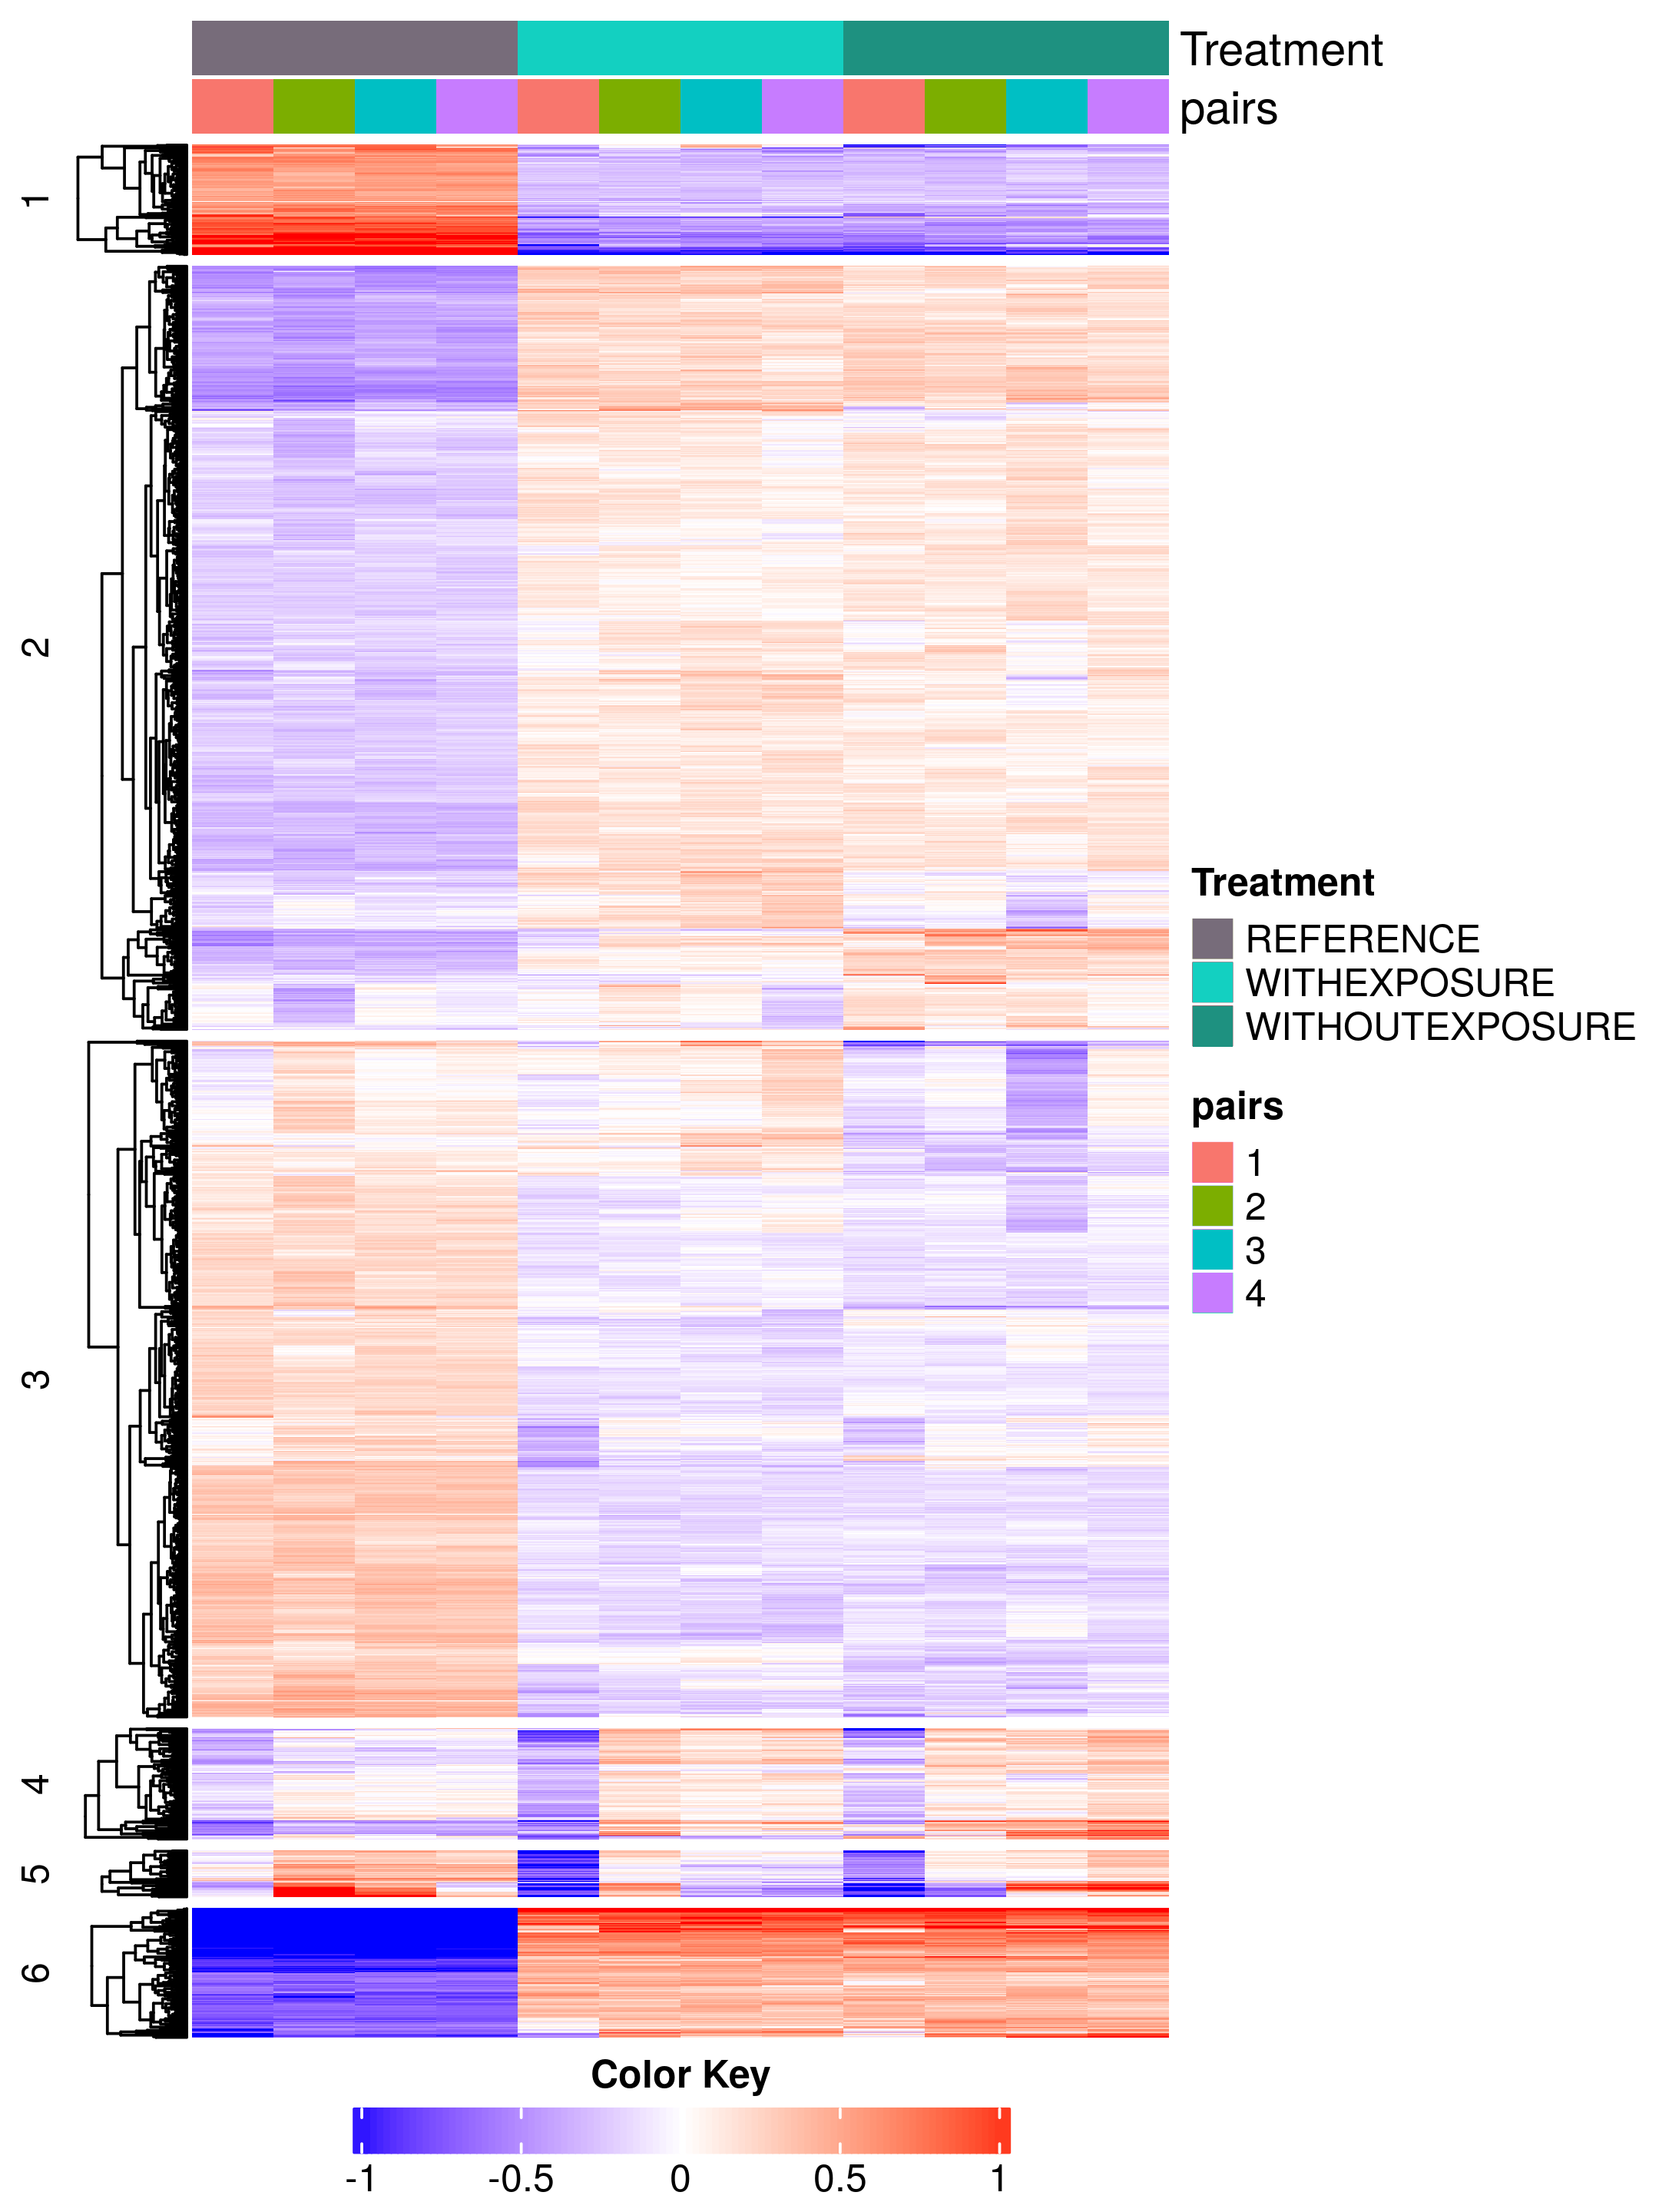 Treatment
pairs
1
2
3
4
5
6
Treatment
REFERENCE
WITHEXPOSURE
WITHOUTEXPOSURE
pairs
1
2
3
4
Color Key
-1 -0.5 0 0.5 1